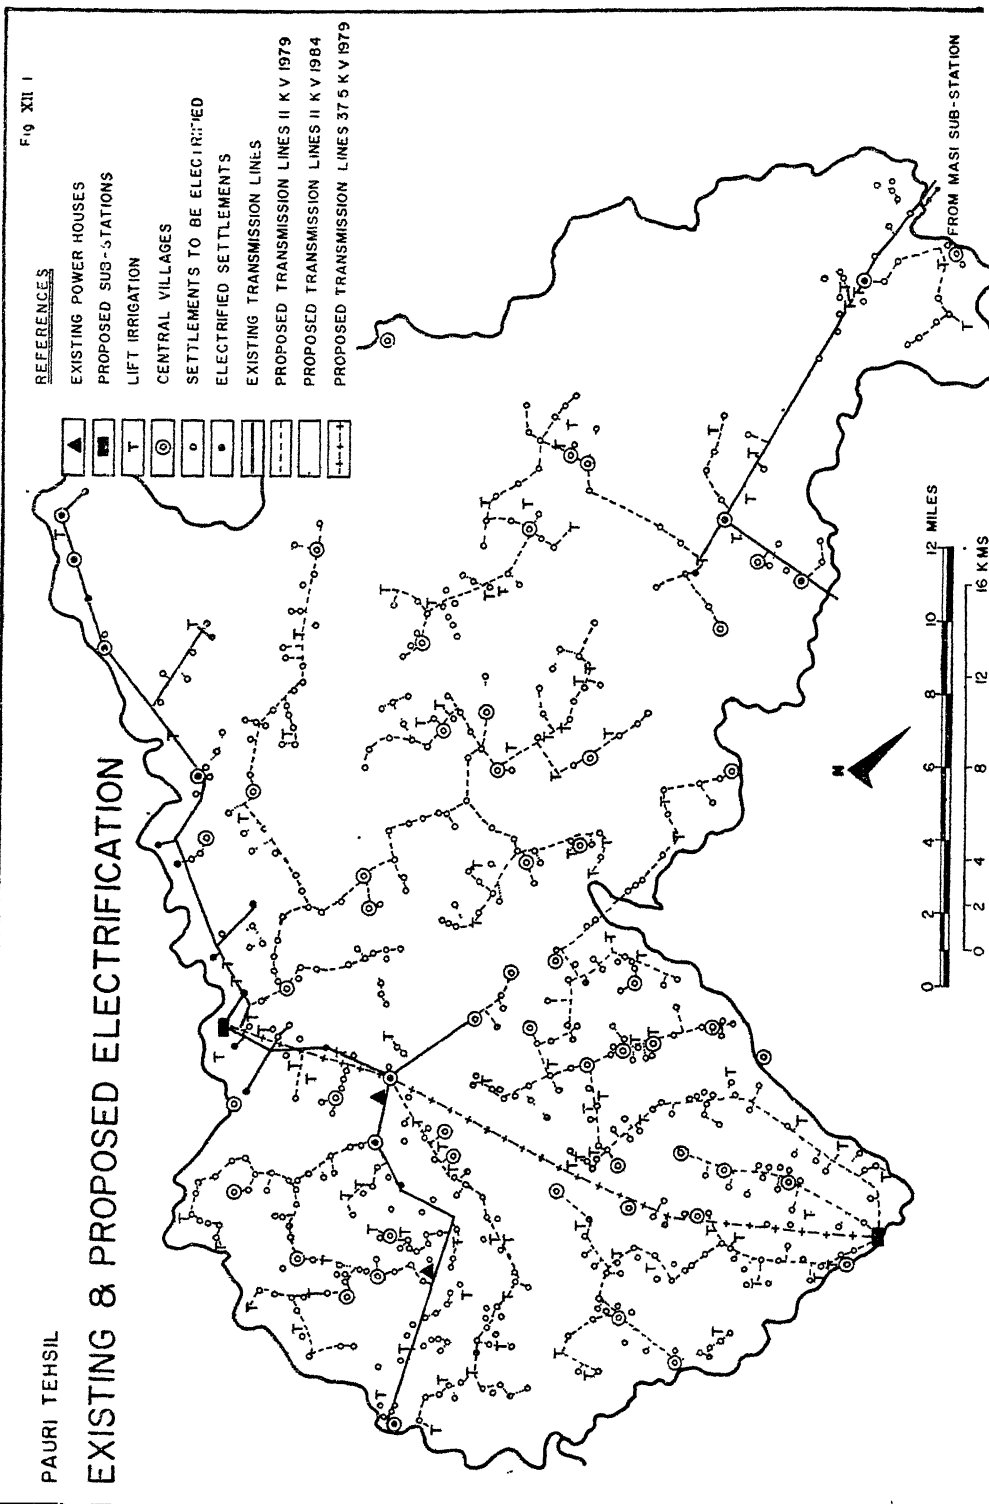 PAURI TEHSIL
EXISTING & PROPOSED ELECTRIFICATION
Fig XII 1
REFERENCES
EXISTING POWER HOUSES
PROPOSED SUB-STATIONS
LIFT IRRIGATION
CENTRAL VILLAGES
SETTLEMENTS TO BE ELECTRIFIED
ELECTRIFIED SETTLEMENTS
EXISTING TRANSMISSION LINES
PROPOSED TRANSMISSION LINES 11 K V 1979
PROPOSED TRANSMISSION LINES 11 K V 1984
PROPOSED TRANSMISSION LINES 37 5 K V 1979
FROM MASI SUB-STATION
N
0 2 4 6 8 10 12 MILES
0 2 4 8 12 16 KMS